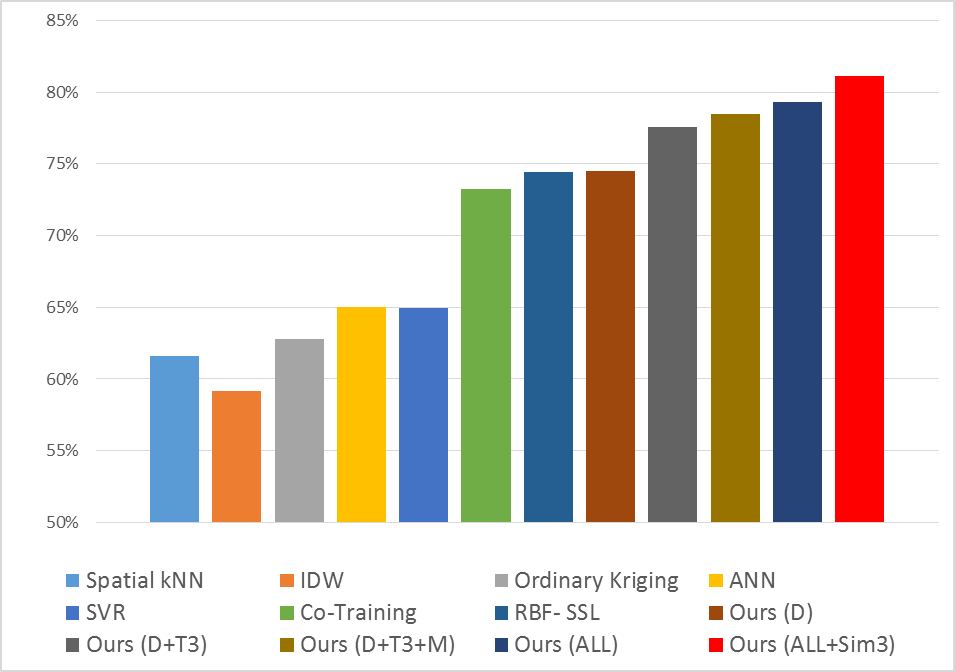 85%
80%
75%
70%
65%
60%
55%
50%
Spatial kNN IDW Ordinary Kriging ANN
SVR Co-Training RBF- SSL Ours (D)
Ours (D+T3) Ours (D+T3+M) Ours (ALL) Ours (ALL+Sim3)